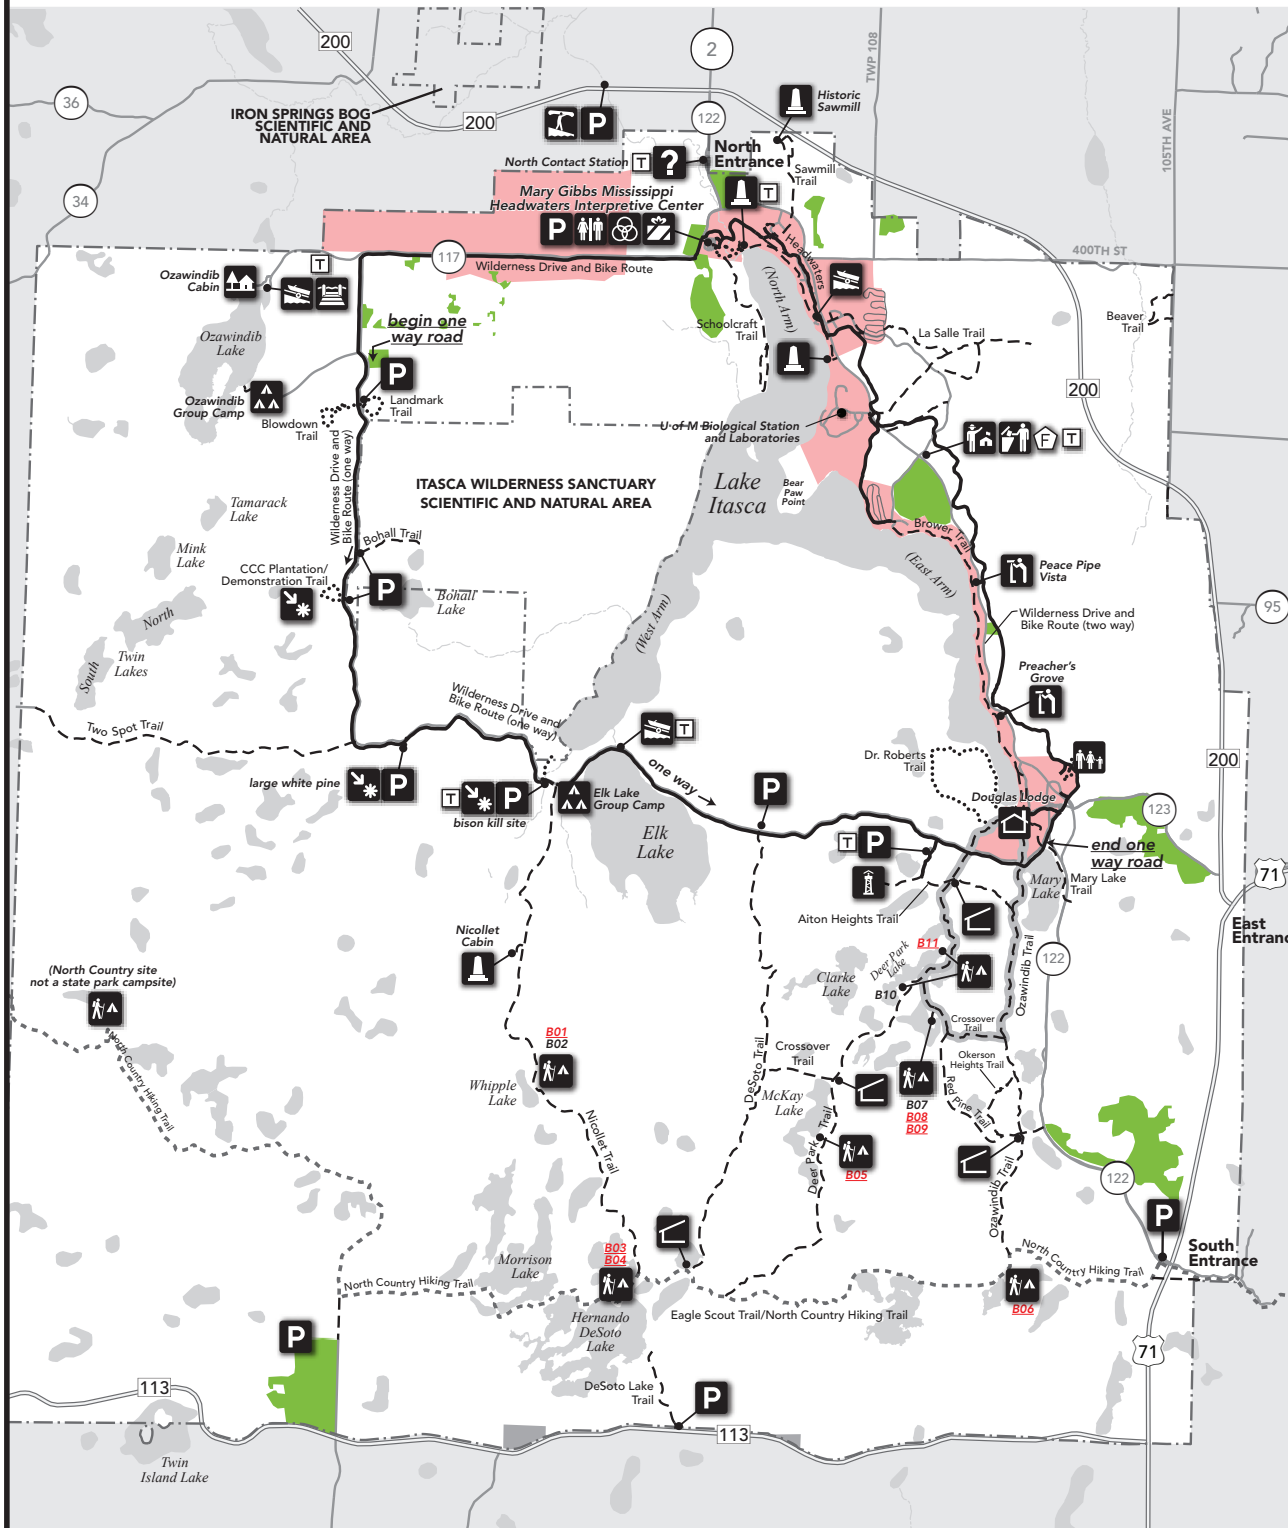 200
2
TWP 108
36
IRON SPRINGS BOG
SCIENTIFIC AND
NATURAL AREA
200
P
122
Historic
Sawmill
105TH AVE
North Contact Station
T
?
North
Entrance
Sawmill
Trail
34
Mary Gibbs Mississippi
Headwaters Interpretive Center
T
P
117
Wilderness Drive and Bike Route
Headwaters
400TH ST
Ozawindib
Cabin
T
(North Arm)
begin one
way road
Schoolcraft
Trail
La Salle Trail
Beaver
Trail
Ozawindib
Lake
P
Ozawindib
Group Camp
Landmark
Trail
200
Blowdown
Trail
Wilderness Drive and
Bike Route (one way)
U of M Biological Station
and Laboratories
F
T
ITASCA WILDERNESS SANCTUARY
SCIENTIFIC AND NATURAL AREA
Lake
Itasca
Bear
Paw
Point
Tamarack
Lake
Brower Trail
Mink
Lake
Bohall Trail
CCC Plantation/
Demonstration Trail
P
Bohall
Lake
(East Arm)
Peace Pipe
Vista
North
South
Twin
Lakes
(West Arm)
Wilderness Drive and
Bike Route (two way)
95
Preacher's
Grove
Wilderness Drive and
Bike Route (one way)
Two Spot Trail
T
Dr. Roberts
Trail
200
large white pine
P
one way
P
Douglas Lodge
T
P
bison kill site
Elk Lake
Group Camp
Elk
Lake
123
T
P
end one
way road
71
Mary
Lake
Mary Lake
Trail
Aiton Heights Trail
East
Entranc
Nicollet
Cabin
Ozawindib Trail
B11
Deer Park
Lake
122
(North Country site
not a state park campsite)
Clarke
Lake
B10
North Country Hiking Trail
B01
B02
Crossover
Trail
Crossover
Trail
Okerson
Heights Trail
DeSoto Trail
Whipple
Lake
McKay
Lake
Red Pine Trail
B07
B08
B09
Nicollet Trail
Deer Park Trail
B05
Ozawindib Trail
122
P
B03
B04
Morrison
Lake
North Country Hiking Trail
South
Entrance
North Country Hiking Trail
B06
Eagle Scout Trail/North Country Hiking Trail
Hernando
DeSoto
Lake
P
71
113
DeSoto Lake
Trail
P
113
Twin
Island Lake